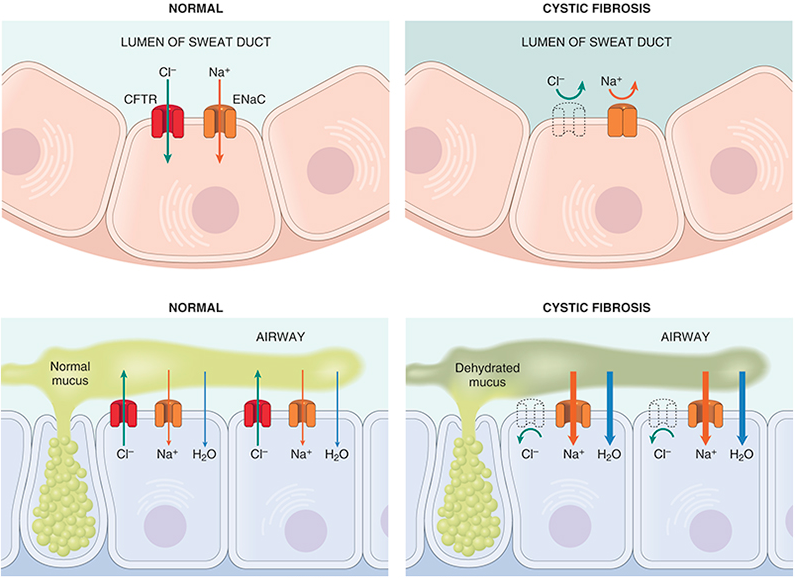 NORMAL
LUMEN OF SWEAT DUCT
Cl⁻ Na⁺
CFTR ENaC
CYSTIC FIBROSIS
LUMEN OF SWEAT DUCT
Cl⁻ Na⁺
NORMAL
AIRWAY
Normal
mucus
Cl⁻ Na⁺ H₂O Cl⁻ Na⁺ H₂O
CYSTIC FIBROSIS
AIRWAY
Dehydrated
mucus
Cl⁻ Na⁺ H₂O Cl⁻ Na⁺ H₂O